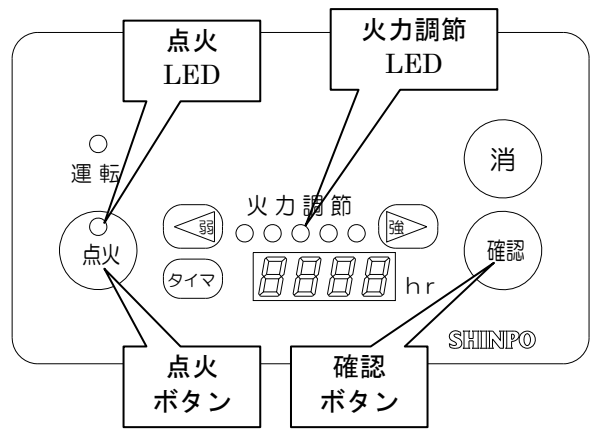 点火
LED
火力調節
LED
運転
消
火力調節
弱
強
点火
確認
タイマ
8888
hr
SHINPO
点火
ボタン
確認
ボタン